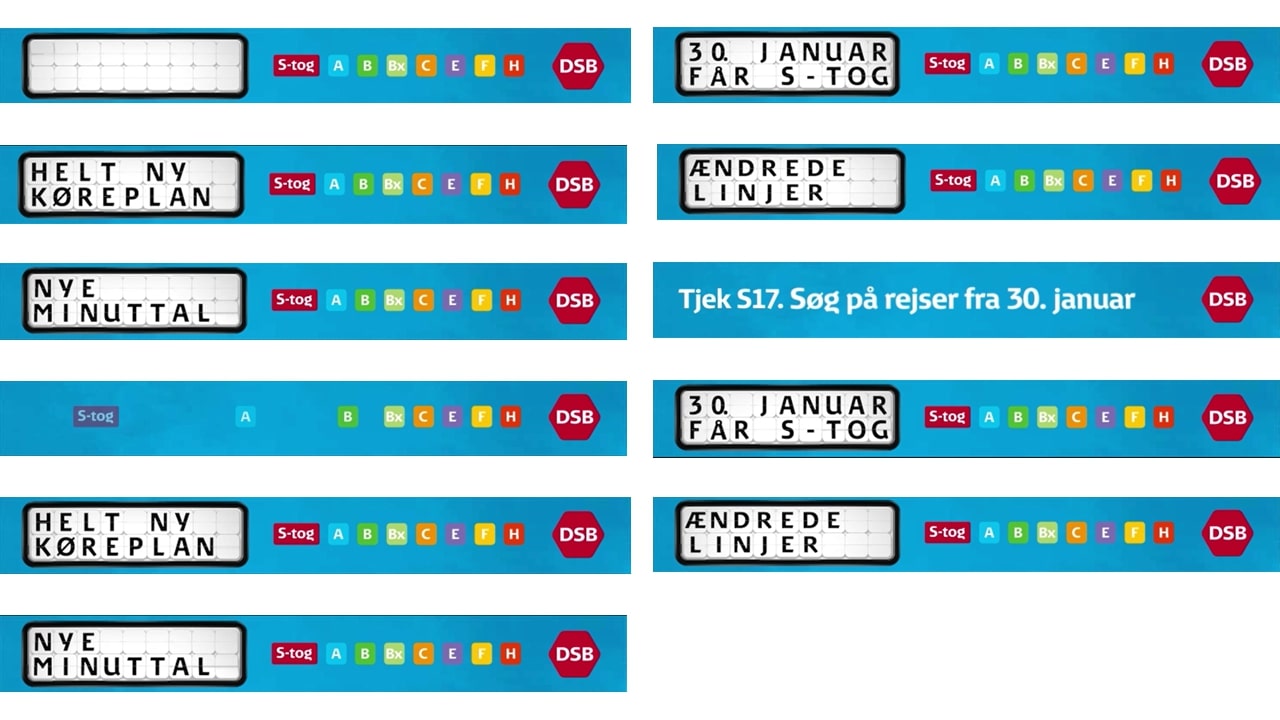 S-tog A B Bx C E F H DSB
30. JANUAR
FÅR S-TOG
S-tog A B Bx C E F H DSB
HELT NY
KØREPLAN
S-tog A B Bx C E F H DSB
ÆNDREDE
LINJER
S-tog A B Bx C E F H DSB
NYE
MINUTTAL
S-tog A B Bx C E F H DSB
Tjek S17. Søg på rejser fra 30. januar DSB
S-tog A B Bx C E F H DSB
30. JANUAR
FÅR S-TOG
S-tog A B Bx C E F H DSB
HELT NY
KØREPLAN
S-tog A B Bx C E F H DSB
ÆNDREDE
LINJER
S-tog A B Bx C E F H DSB
NYE
MINUTTAL
S-tog A B Bx C E F H DSB